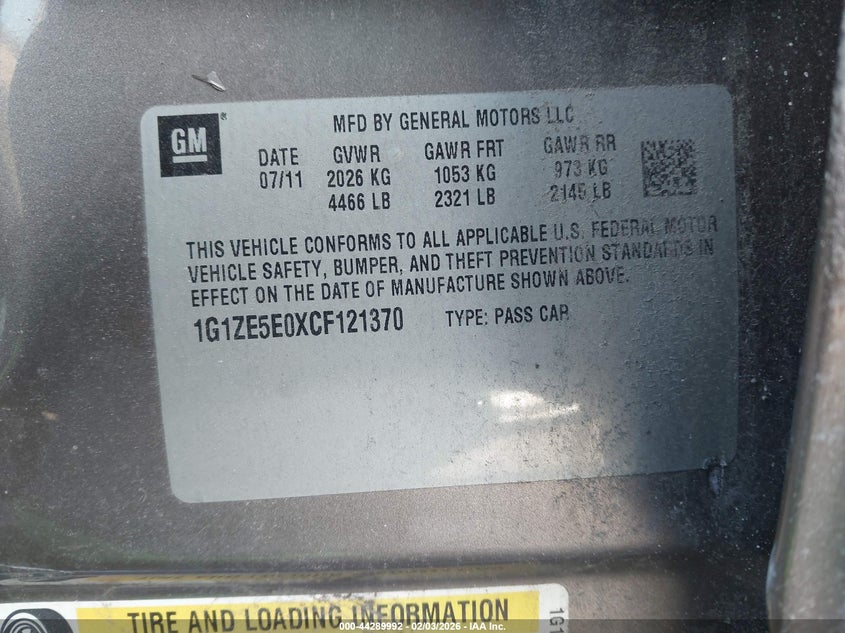 GM ®
MFD BY GENERAL MOTORS LLC
DATE GVWR GAWR FRT GAWR RR
07/11 2026 KG 1053 KG 973 KG
4466 LB 2321 LB 2145 LB
THIS VEHICLE CONFORMS TO ALL APPLICABLE U.S. FEDERAL MOTOR
VEHICLE SAFETY, BUMPER, AND THEFT PREVENTION STANDARDS IN
EFFECT ON THE DATE OF MANUFACTURE SHOWN ABOVE.
1G1ZE5E0XCF121370 TYPE: PASS CAR
TIRE AND LOADING INFORMATION
1G1
000-44289992 - 02/03/2026 - IAA, Inc.